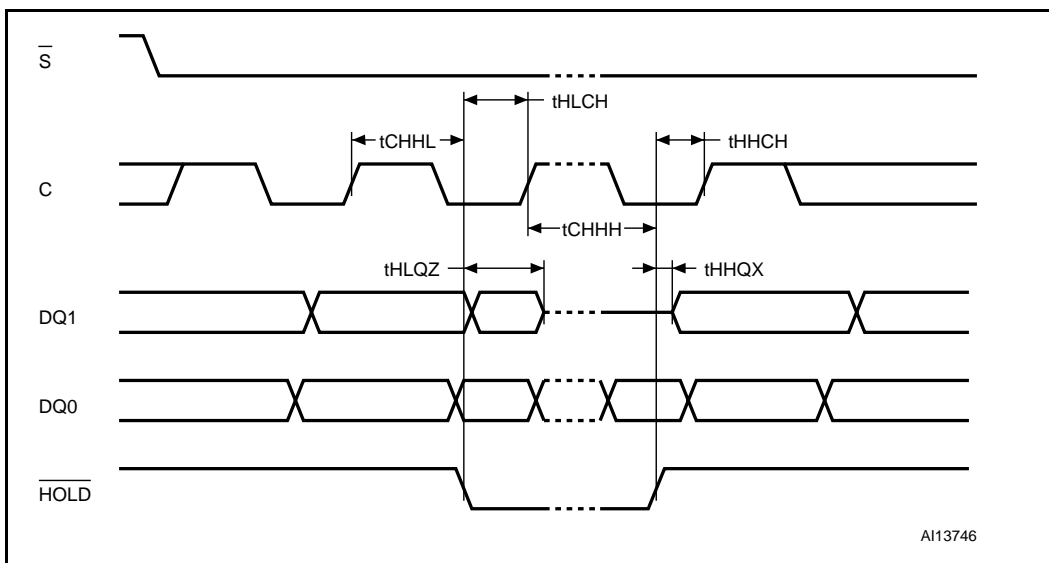 S
tHLCH
tCHHL
tHHCH
C
tCHHH
tHLQZ
tHHQX
DQ1
DQ0
HOLD
AI13746